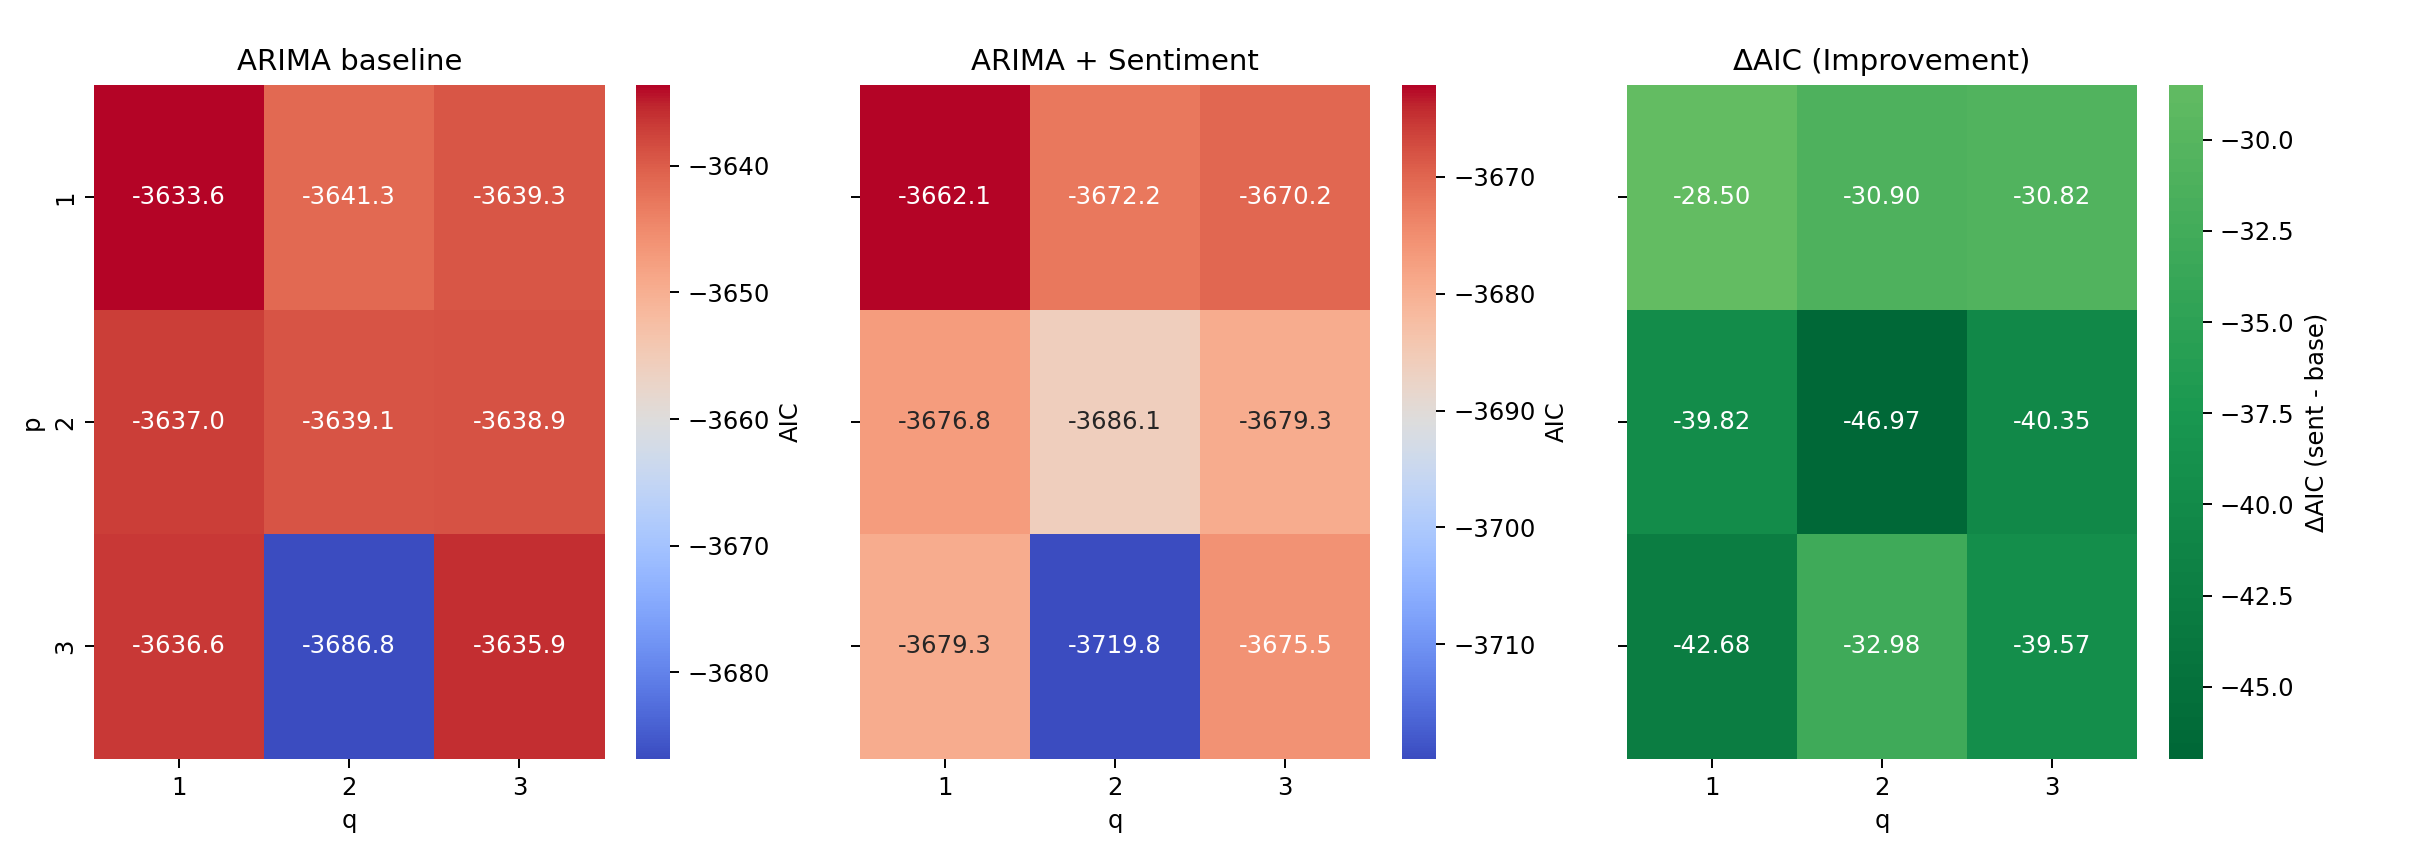 ARIMA baseline
-3633.6 -3641.3 -3639.3
-3637.0 -3639.1 -3638.9
-3636.6 -3686.8 -3635.9
1
2
3
p
1 2 3
q
−3640
−3650
−3660
−3670
−3680
AIC
ARIMA + Sentiment
-3662.1 -3672.2 -3670.2
-3676.8 -3686.1 -3679.3
-3679.3 -3719.8 -3675.5
1 2 3
q
−3670
−3680
−3690
−3700
−3710
AIC
ΔAIC (Improvement)
-28.50 -30.90 -30.82
-39.82 -46.97 -40.35
-42.68 -32.98 -39.57
1 2 3
q
−30.0
−32.5
−35.0
−37.5
−40.0
−42.5
−45.0
ΔAIC (sent - base)